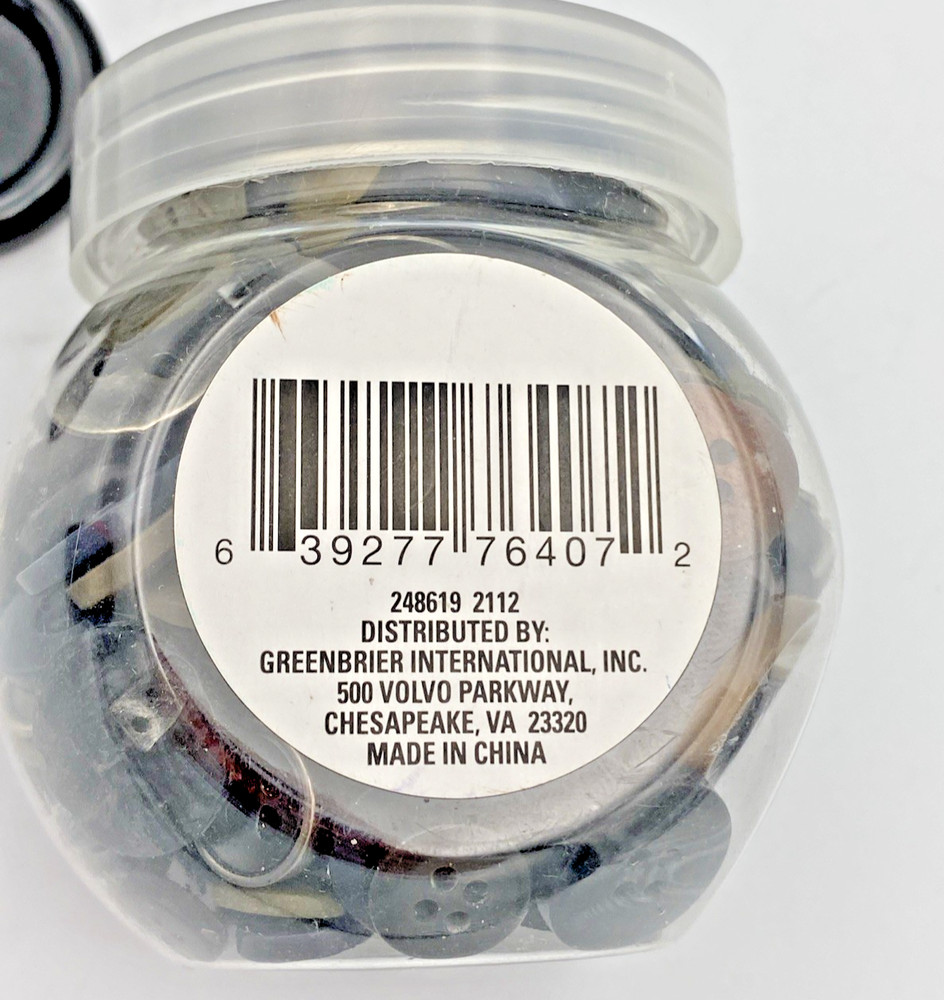 6 39277 76407 2
248619 2112
DISTRIBUTED BY:
GREENBRIER INTERNATIONAL, INC.
500 VOLVO PARKWAY,
CHESAPEAKE, VA 23320
MADE IN CHINA